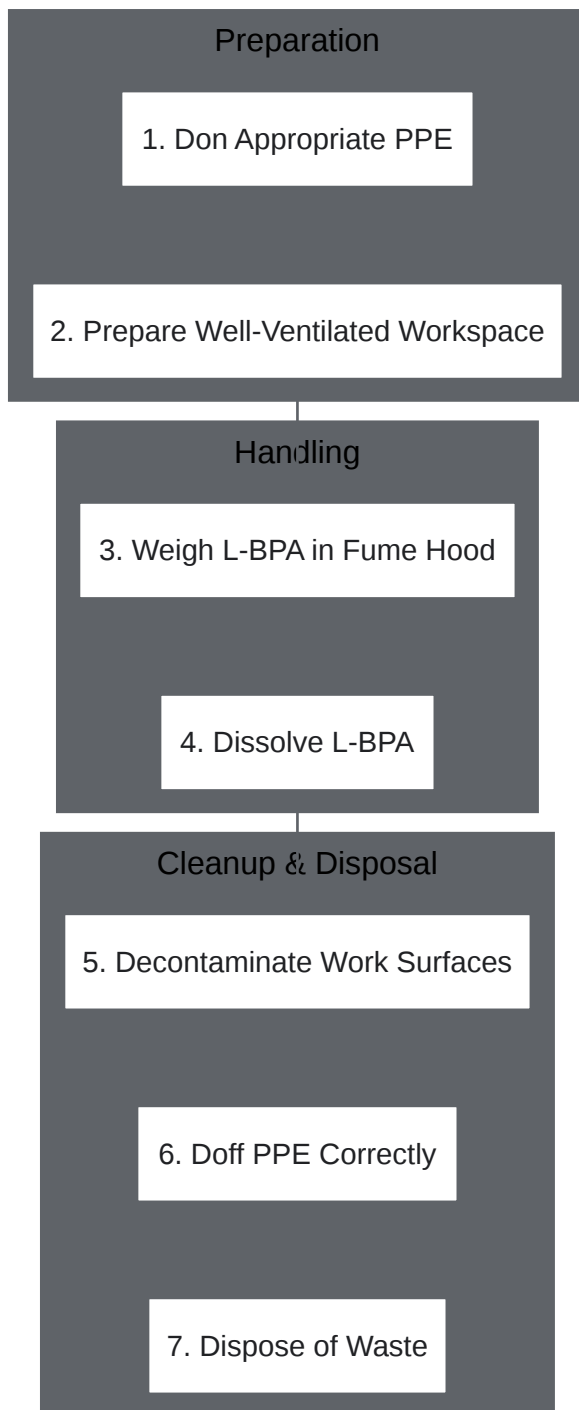 Preparation
1. Don Appropriate PPE
2. Prepare Well-Ventilated Workspace
Handling
3. Weigh L-BPA in Fume Hood
4. Dissolve L-BPA
Cleanup & Disposal
5. Decontaminate Work Surfaces
6. Doff PPE Correctly
7. Dispose of Waste